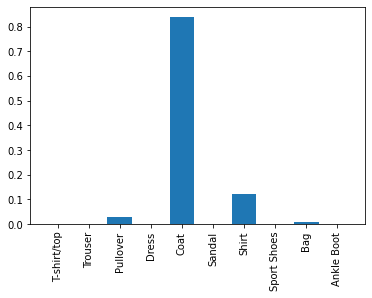 0.8
0.7
0.6
0.5
0.4
0.3
0.2
0.1
0.0
T-shirt/top
Trouser
Pullover
Dress
Coat
Sandal
Shirt
Sport Shoes
Bag
Ankle Boot